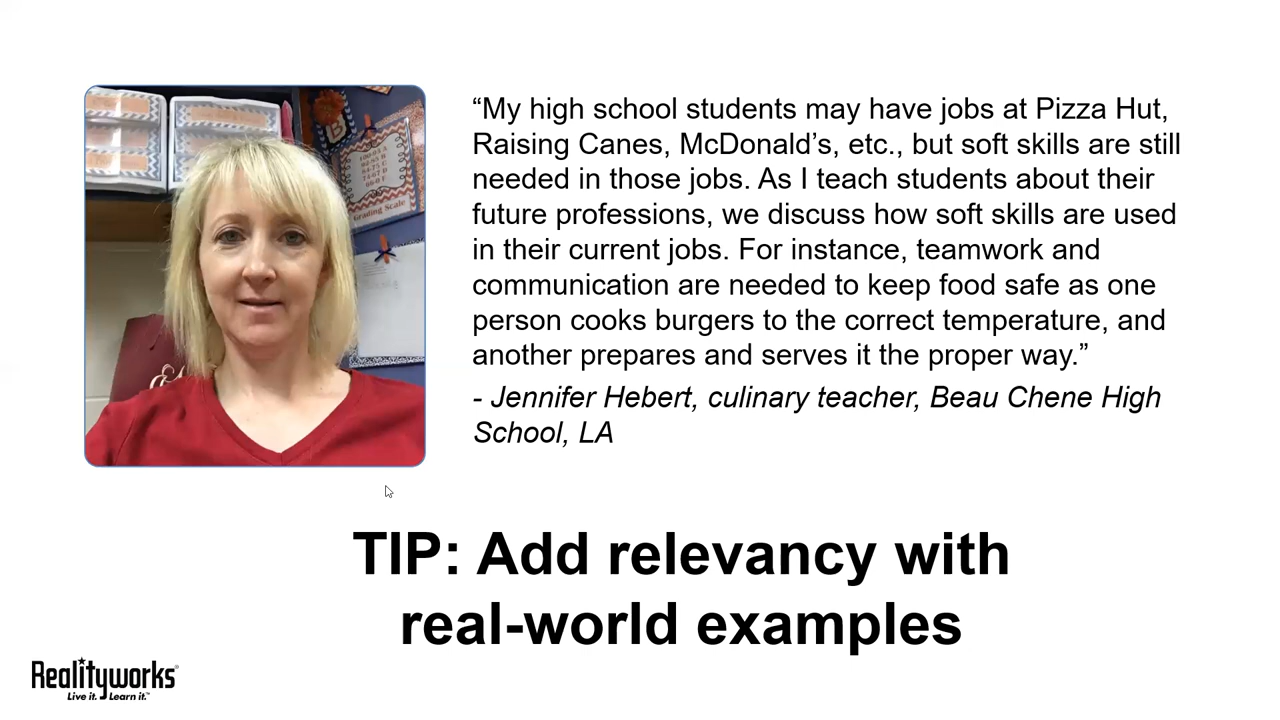 “My high school students may have jobs at Pizza Hut,
Raising Canes, McDonald’s, etc., but soft skills are still
needed in those jobs. As I teach students about their
future professions, we discuss how soft skills are used
in their current jobs. For instance, teamwork and
communication are needed to keep food safe as one
person cooks burgers to the correct temperature, and
another prepares and serves it the proper way.”
- Jennifer Hebert, culinary teacher, Beau Chene High
School, LA
B
Grading Scale
TIP: Add relevancy with
real-world examples
Realityworks®
Live it. Learn it.™